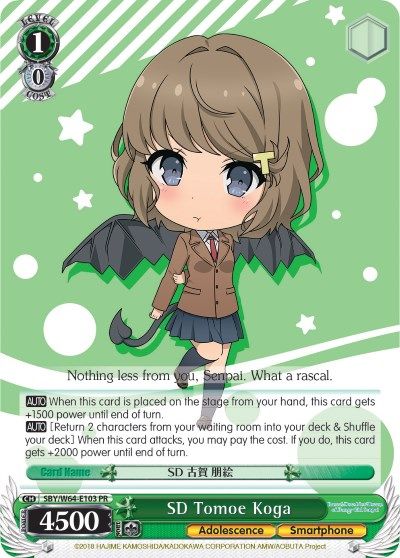 LEVEL
1
0
COST
T
Nothing less from you, Senpai. What a rascal.
AUTO When this card is placed on the stage from your hand, this card gets
+1500 power until end of turn.
AUTO [Return 2 characters from your waiting room into your deck & Shuffle
your deck] When this card attacks, you may pay the cost. If you do, this card
gets +2000 power until end of turn.
Card Name SD 古賀 朋絵
CH SBY/W64-E103 PR
SD Tomoe Koga
POWER 4500
Adolescence Smartphone
©2018 HAJIME KAMOSHIDA/KADOKAWA CORPORATION AMW/AOBUTA Project